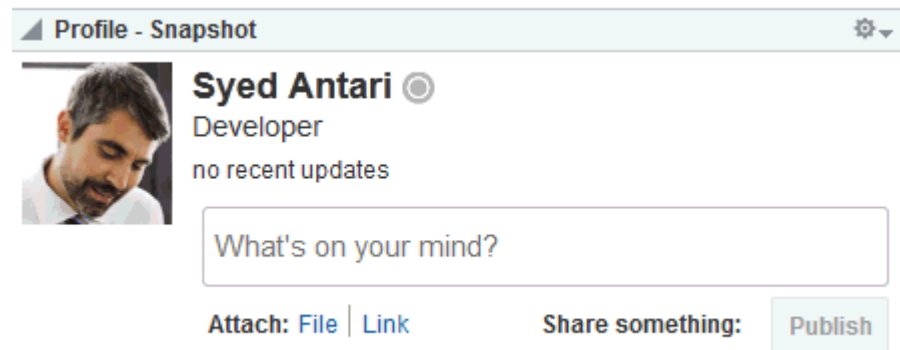 Profile - Snapshot
Syed Antari
Developer
no recent updates
What's on your mind?
Attach: File | Link Share something: Publish